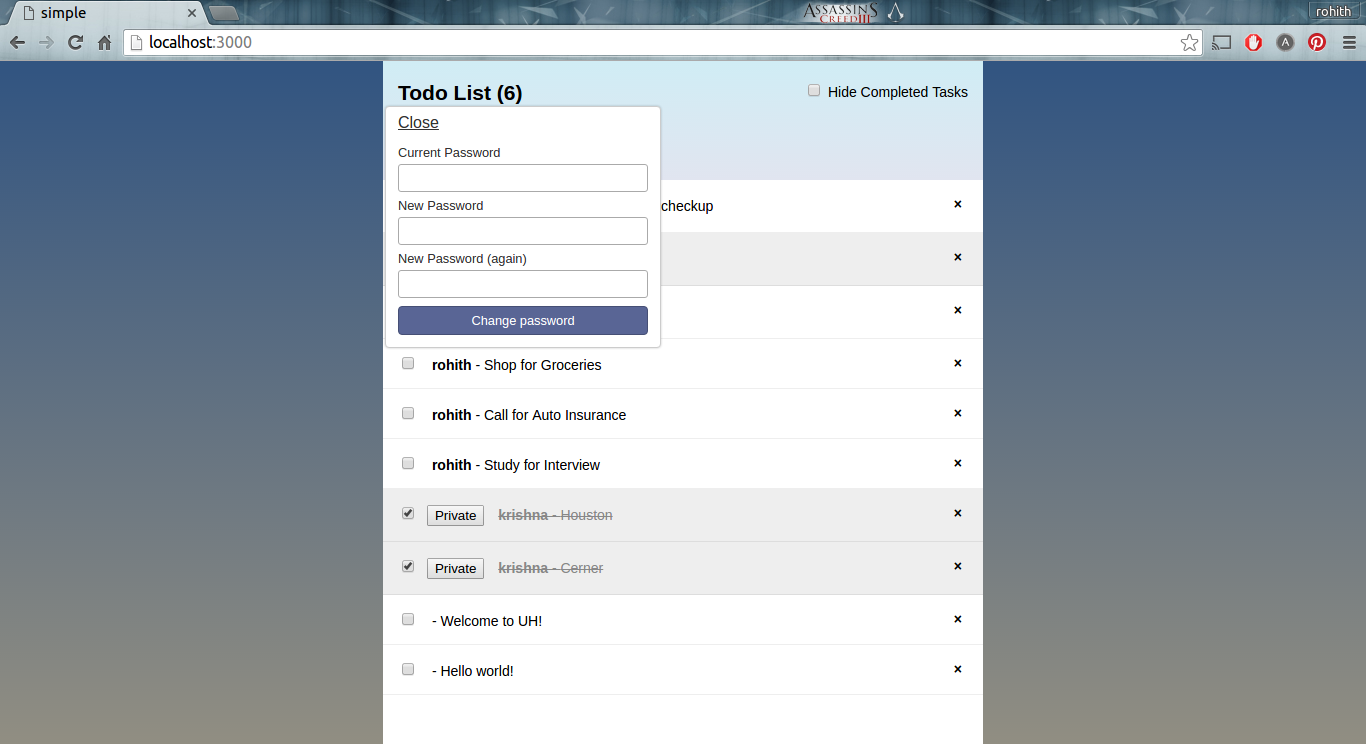 simple
ASSASSIN'S
CREED III
rohith
localhost:3000
Todo List (6)
Hide Completed Tasks
Close
Current Password
New Password
New Password (again)
Change password
checkup ×
×
×
rohith - Shop for Groceries ×
rohith - Call for Auto Insurance ×
rohith - Study for Interview ×
Private krishna - Houston ×
Private krishna - Cerner ×
- Welcome to UH! ×
- Hello world! ×